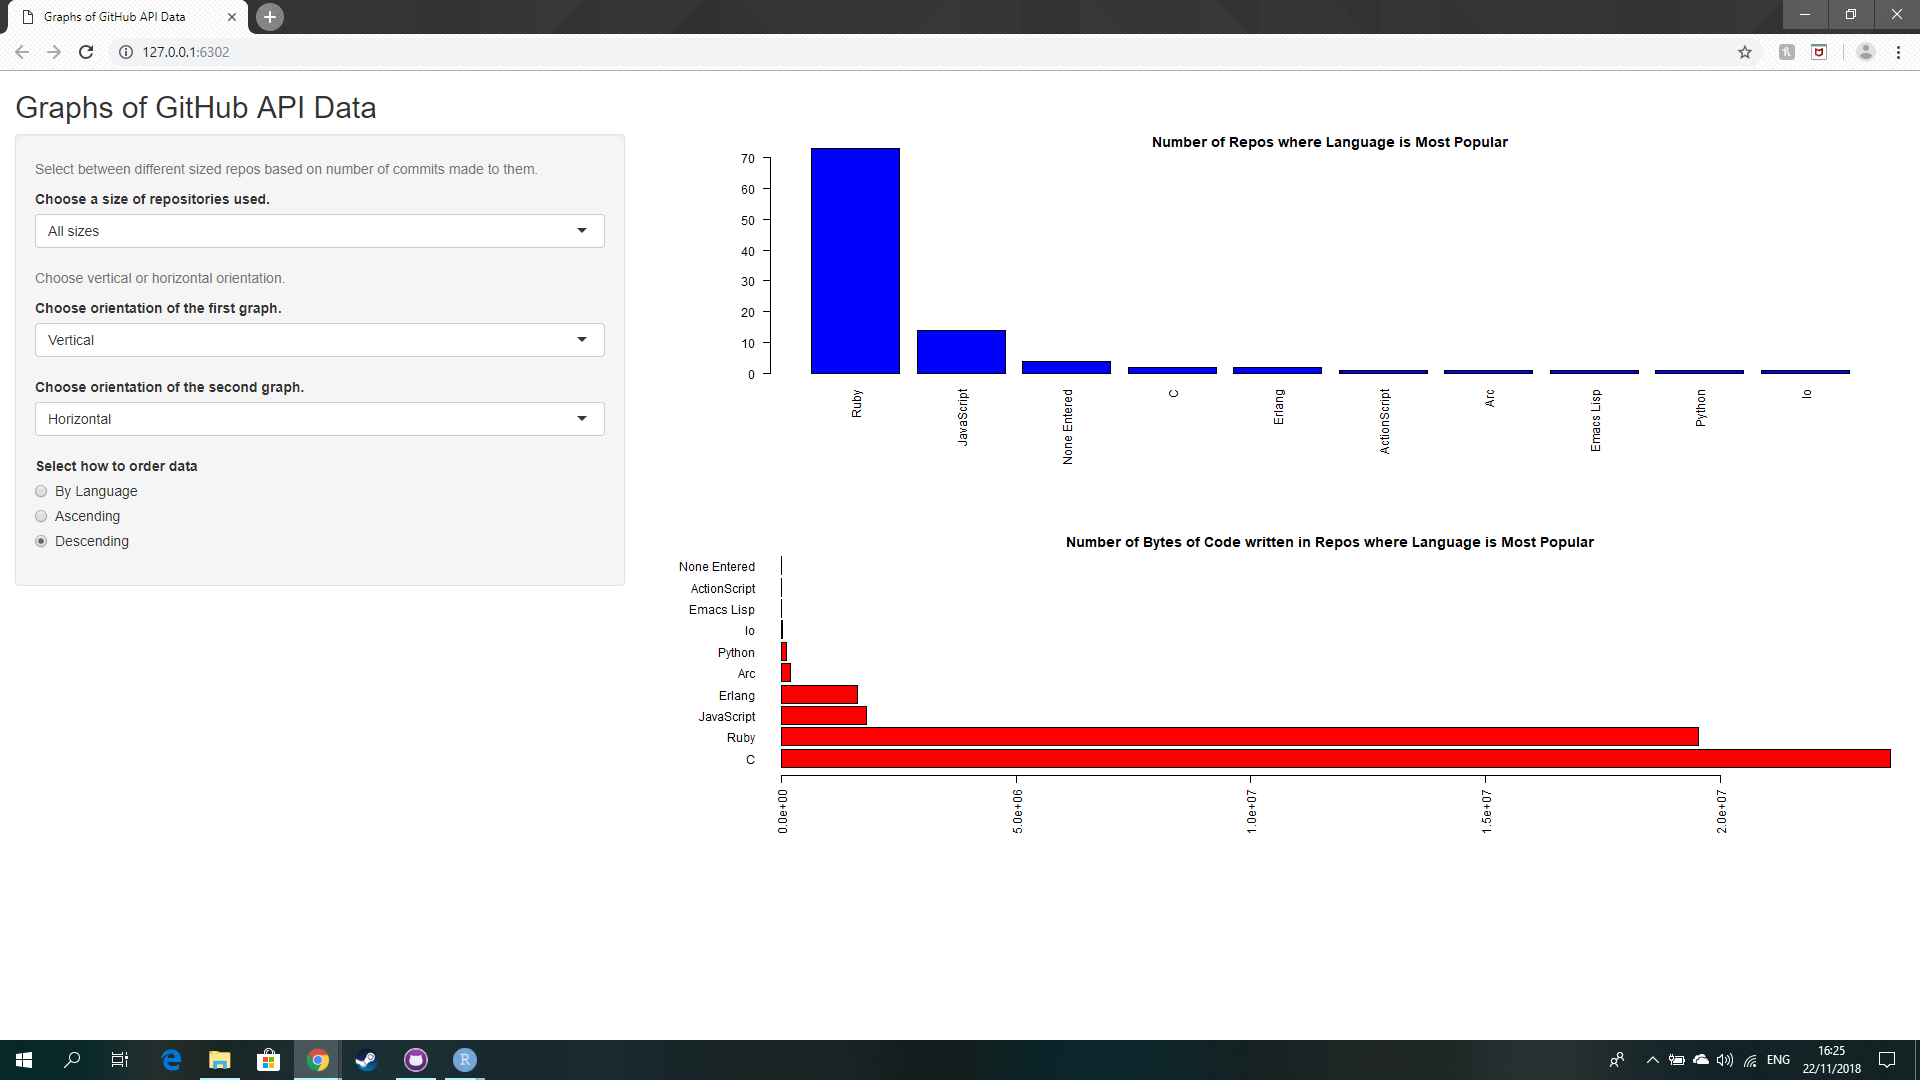 Graphs of GitHub API Data
127.0.0.1:6302
Graphs of GitHub API Data
Select between different sized repos based on number of commits made to them.
Choose a size of repositories used.
All sizes
Choose vertical or horizontal orientation.
Choose orientation of the first graph.
Vertical
Choose orientation of the second graph.
Horizontal
Select how to order data
By Language
Ascending
Descending
Number of Repos where Language is Most Popular
70
60
50
40
30
20
10
0
Ruby
JavaScript
None Entered
C
Erlang
ActionScript
Arc
Emacs Lisp
Python
Io
Number of Bytes of Code written in Repos where Language is Most Popular
None Entered
ActionScript
Emacs Lisp
Io
Python
Arc
Erlang
JavaScript
Ruby
C
0.0e+00
5.0e+06
1.0e+07
1.5e+07
2.0e+07
R
ENG
16:25
22/11/2018